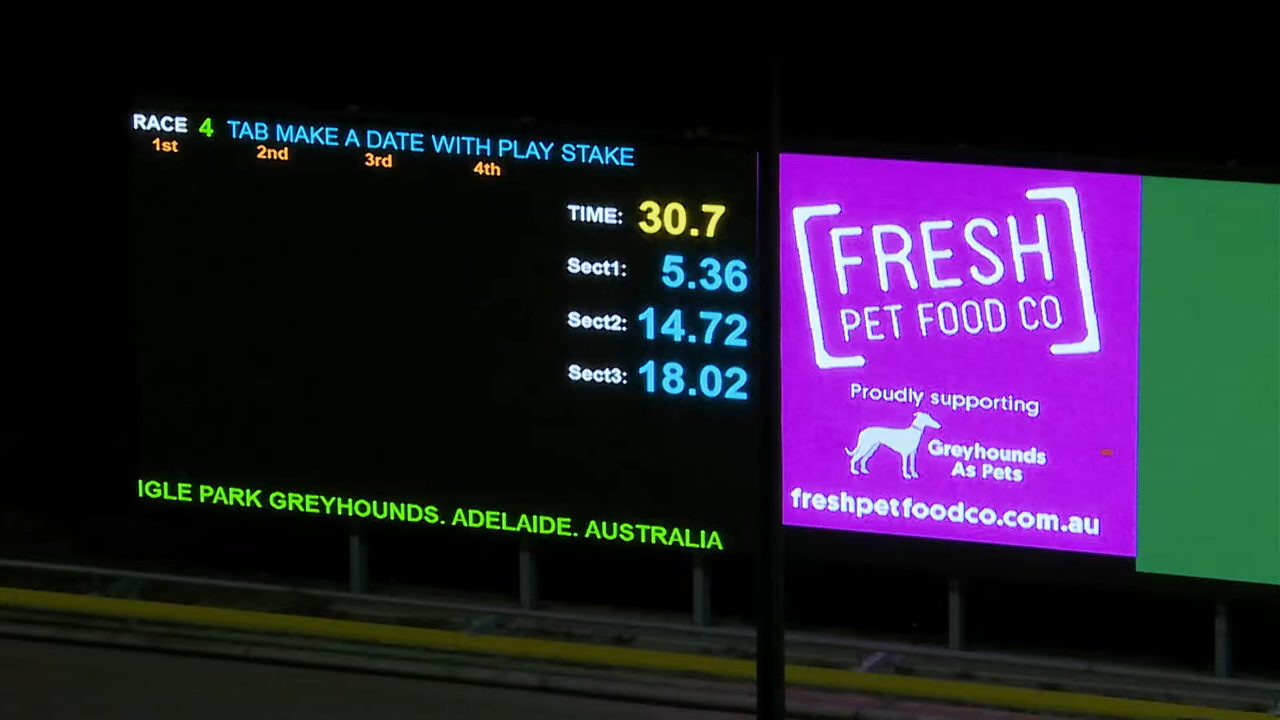 RACE 4 TAB MAKE A DATE WITH PLAY STAKE
1st 2nd 3rd 4th
TIME: 30.7
Sect1: 5.36
Sect2: 14.72
Sect3: 18.02
IGLE PARK GREYHOUNDS. ADELAIDE. AUSTRALIA
[FRESH
PET FOOD CO]
Proudly supporting
Greyhounds
As Pets
freshpetfoodco.com.au